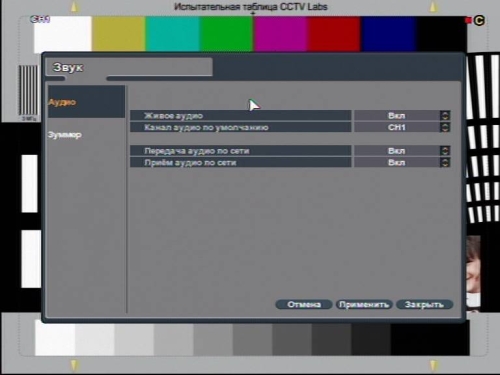 Испытательная таблица CCTV Labs
CH1
C
Звук
Аудио
Зуммер
Живое аудио Вкл
Канал аудио по умолчанию CH1
Передача аудио по сети Вкл
Приём аудио по сети Вкл
Отмена Применить Закрыть